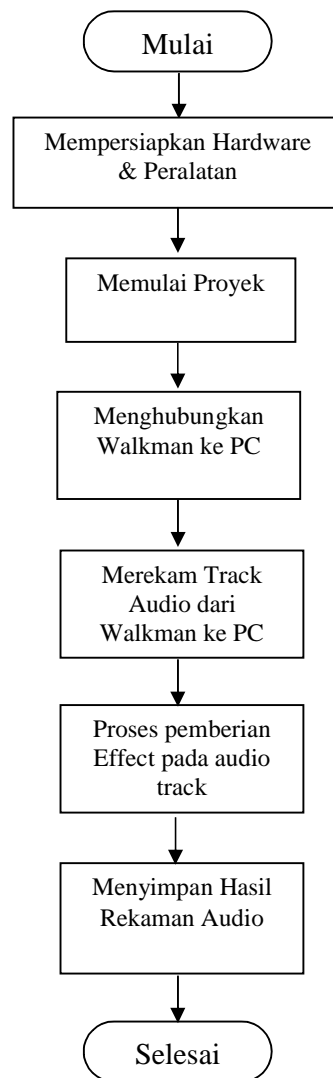 Mulai
Mempersiapkan Hardware
& Peralatan
Memulai Proyek
Menghubungkan
Walkman ke PC
Merekam Track
Audio dari
Walkman ke PC
Proses pemberian
Effect pada audio
track
Menyimpan Hasil
Rekaman Audio
Selesai